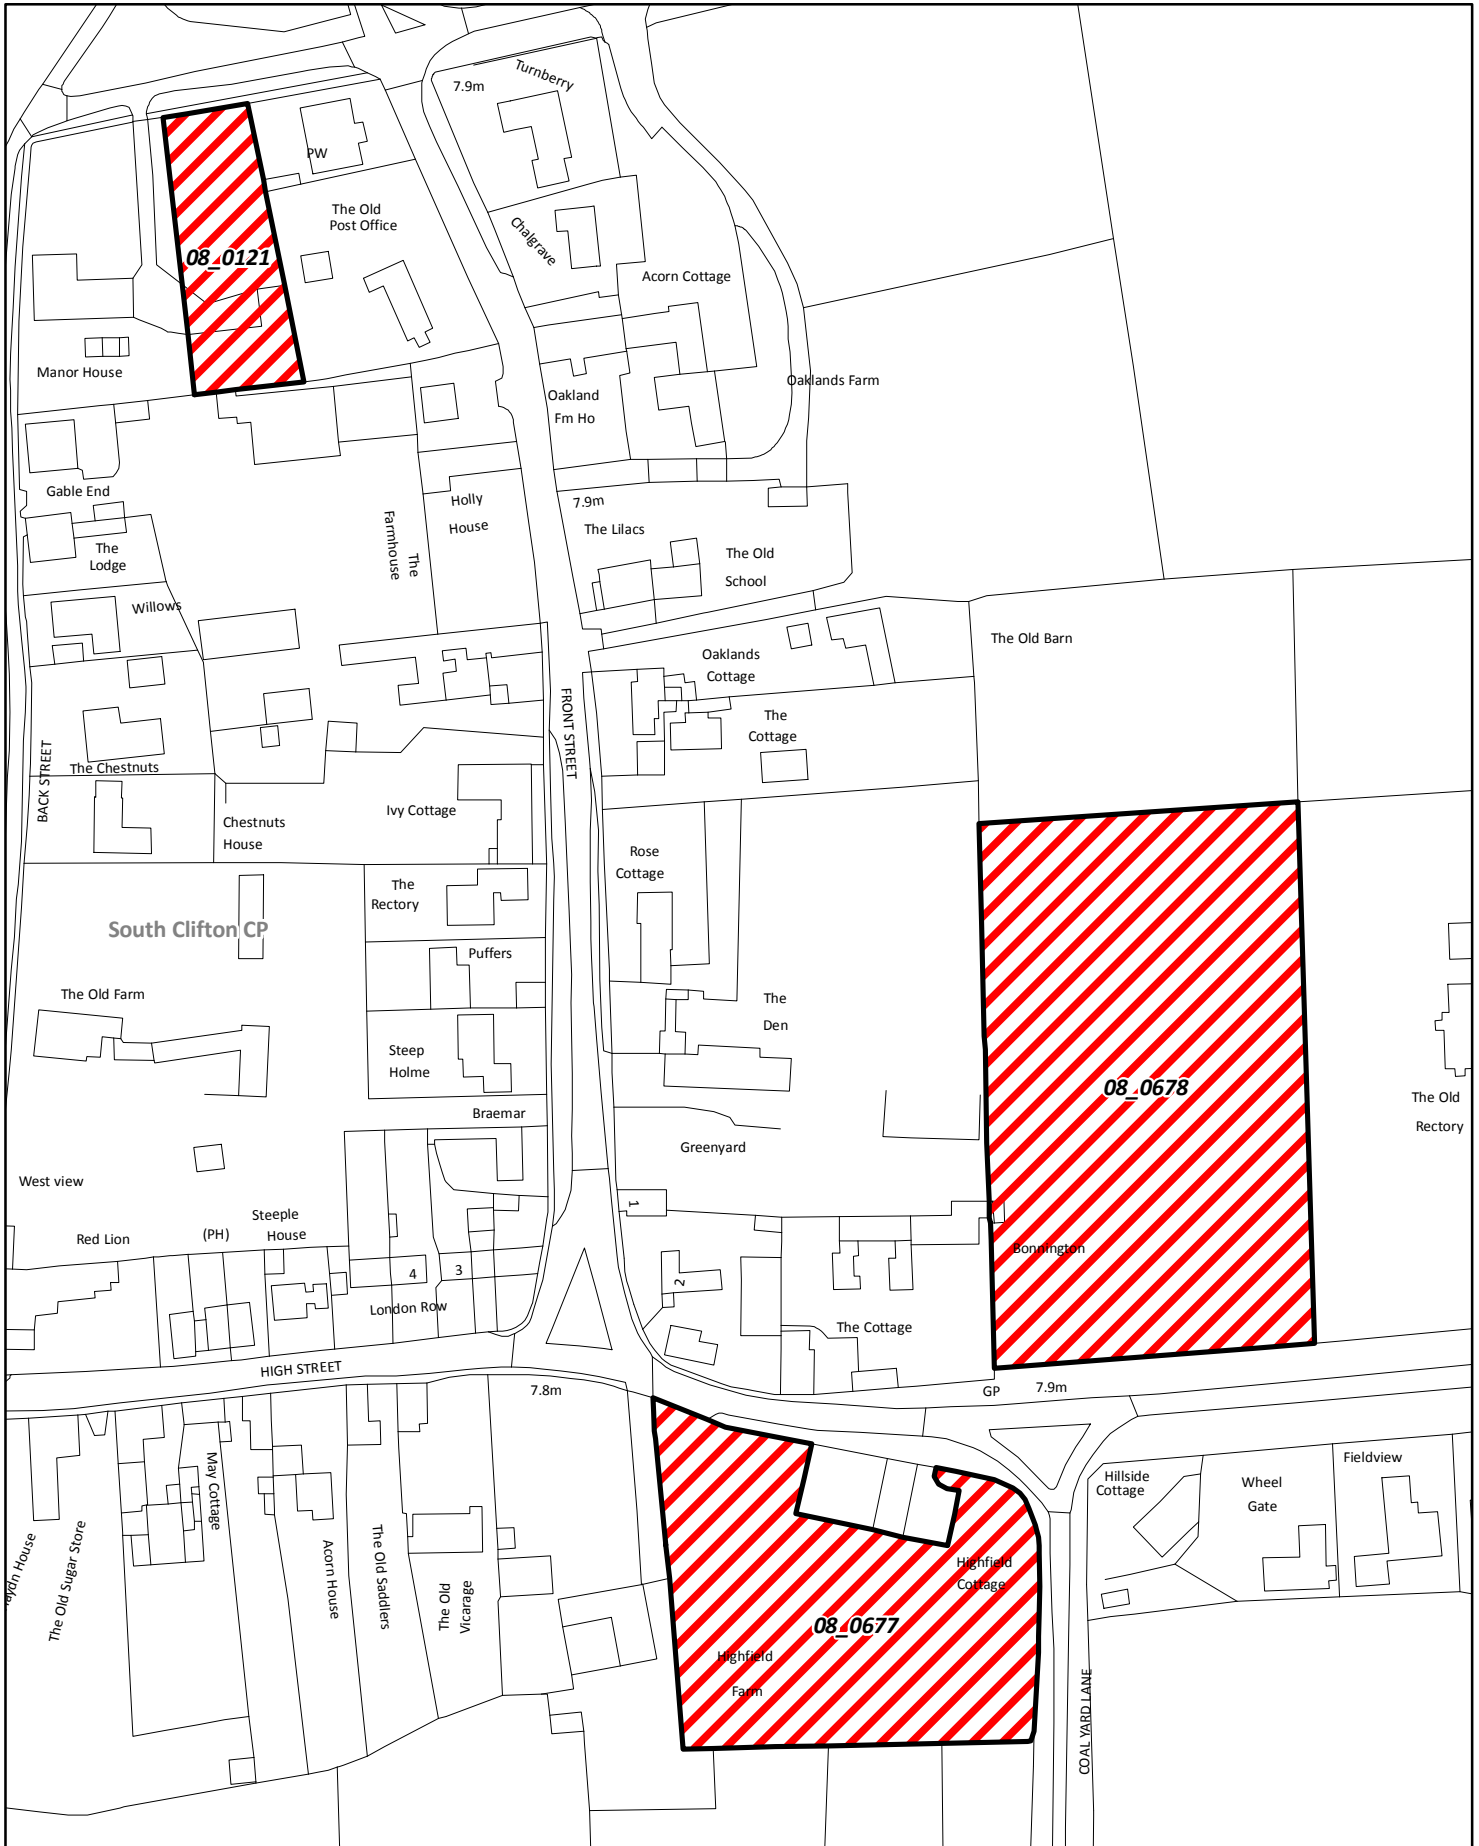 Turnberry
7.9m
PW
The Old
Post Office
Chalgrave
08_0121
Acorn Cottage
Manor House
Oaklands Farm
Oakland
Fm Ho
Gable End
Holly
House
7.9m
The Lilacs
The
Farmhouse
The
Lodge
The Old
School
Willows
The Old Barn
Oaklands
Cottage
FRONT STREET
The
Cottage
BACK STREET
The Chestnuts
Ivy Cottage
Chestnuts
House
Rose
Cottage
The
Rectory
South Clifton CP
Puffers
The Old Farm
The
Den
Steep
Holme
08_0678
The Old
Rectory
Braemar
Greenyard
West view
1
Steeple
House
Red Lion
(PH)
Bonnington
4
3
2
London Row
The Cottage
HIGH STREET
7.8m
GP
7.9m
Fieldview
Hillside
Cottage
Wheel
Gate
May Cottage
The Old Sugar Store
Acorn House
The Old Saddlers
The Old
Vicarage
Highfield
Cottage
08_0677
Highfield
Farm
COAL YARD LANE